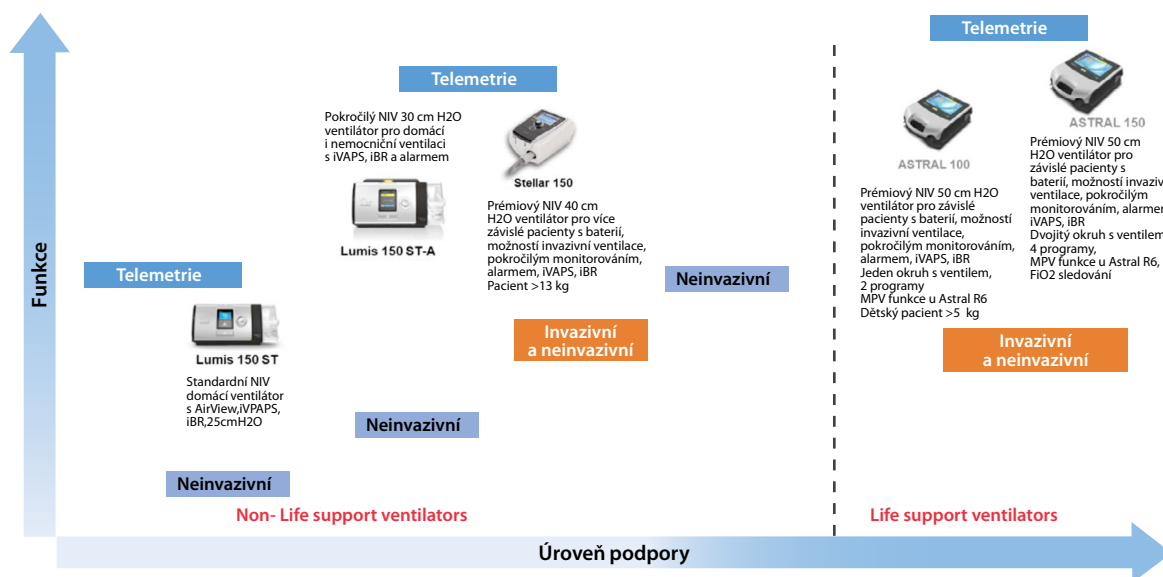 Telemetrie
ASTRAL 150
Prémiový NIV 50 cm
H2O ventilátor pro
závislé pacienty s
baterií, možností invaziv
ventilace, pokročilým
monitorováním, alarmem
iVAPS, iBR
Dvojitý okruh s ventilem
4 programy,
MPV funkce u Astral R6,
FiO2 sledování
ASTRAL 100
Prémiový NIV 50 cm H2O
ventilátor pro závislé
pacienty s baterií, možností
invazivní ventilace,
pokročilým monitorováním,
alarmem, iVAPS, iBR
Jeden okruh s ventilem,
2 programy
MPV funkce u Astral R6
Dětský pacient >5 kg
Invazivní
a neinvazivní
Telemetrie
Pokročilý NIV 30 cm H2O
ventilátor pro domácí
i nemocniční ventilaci
s iVAPS, iBR a alarmem
Lumis 150 ST-A
Stellar 150
Prémiový NIV 40 cm
H2O ventilátor pro více
závislé pacienty s baterií,
možností invazivní ventilace,
pokročilým monitorováním,
alarmem, iVAPS, iBR
Pacient >13 kg
Neinvazivní
Invazivní
a neinvazivní
Telemetrie
Lumis 150 ST
Standardní NIV
domácí ventilátor
s AirView,iVPAPS,
iBR,25cmH2O
Neinvazivní
Neinvazivní
Non- Life support ventilators
Life support ventilators
Funkce
Úroveň podpory